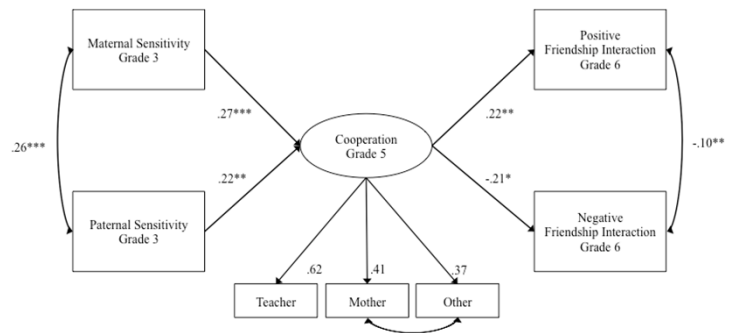 Maternal Sensitivity
Grade 3
Positive
Friendship Interaction
Grade 6
.27***
.22**
Cooperation
Grade 5
.26***
-.10**
.22**
-.21*
Paternal Sensitivity
Grade 3
Negative
Friendship Interaction
Grade 6
.62
.41
.37
Teacher
Mother
Other